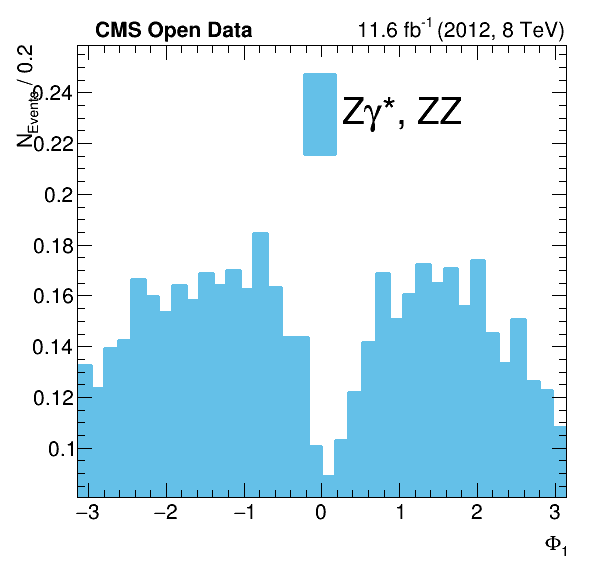 CMS Open Data
11.6 fb⁻¹ (2012, 8 TeV)
N_Events / 0.2
Zγ*, ZZ
0.24
0.22
0.2
0.18
0.16
0.14
0.12
0.1
−3 −2 −1 0 1 2 3
Φ₁